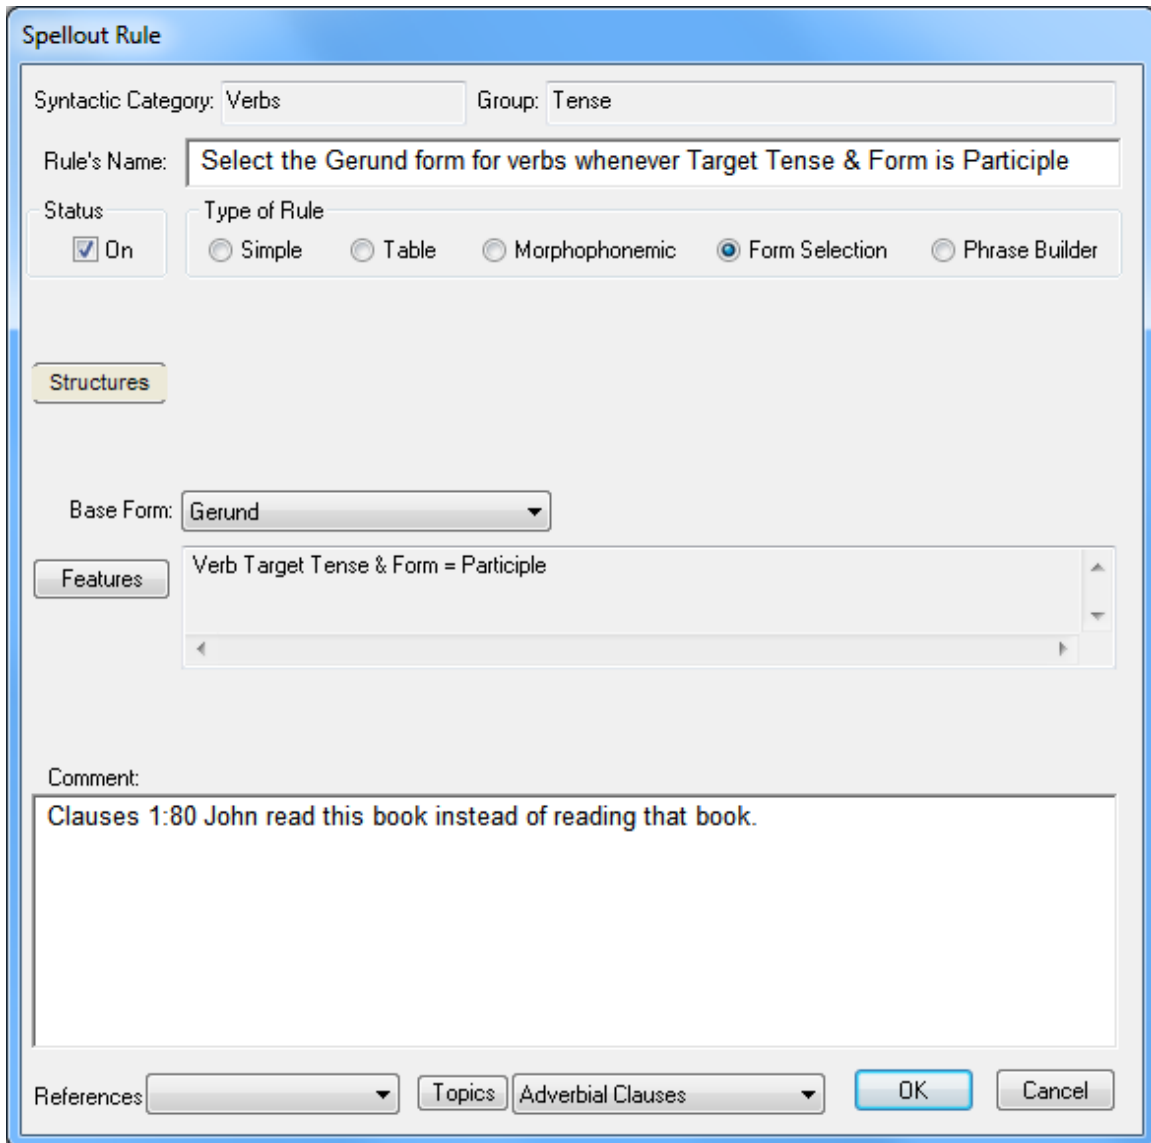 Spellout Rule
Syntactic Category: Verbs Group: Tense
Rule's Name: Select the Gerund form for verbs whenever Target Tense & Form is Participle
Status Type of Rule
On Simple Table Morphophonemic Form Selection Phrase Builder
Structures
Base Form: Gerund
Features Verb Target Tense & Form = Participle
Comment:
Clauses 1:80 John read this book instead of reading that book.
References Topics Adverbial Clauses OK Cancel